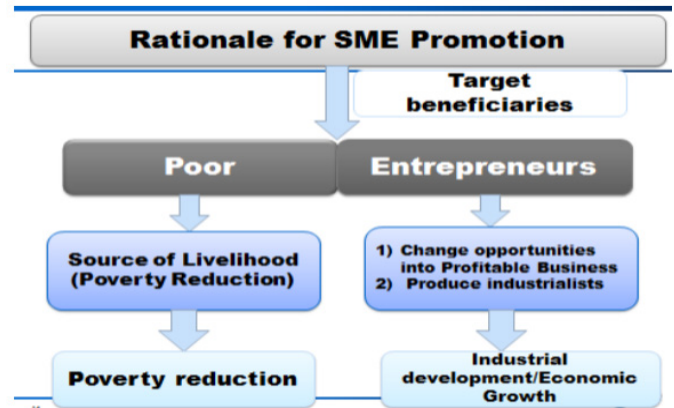 Rationale for SME Promotion
Target
beneficiaries
Poor
Entrepreneurs
Source of Livelihood
(Poverty Reduction)
1) Change opportunities
into Profitable Business
2) Produce industrialists
Poverty reduction
Industrial
development/Economic
Growth